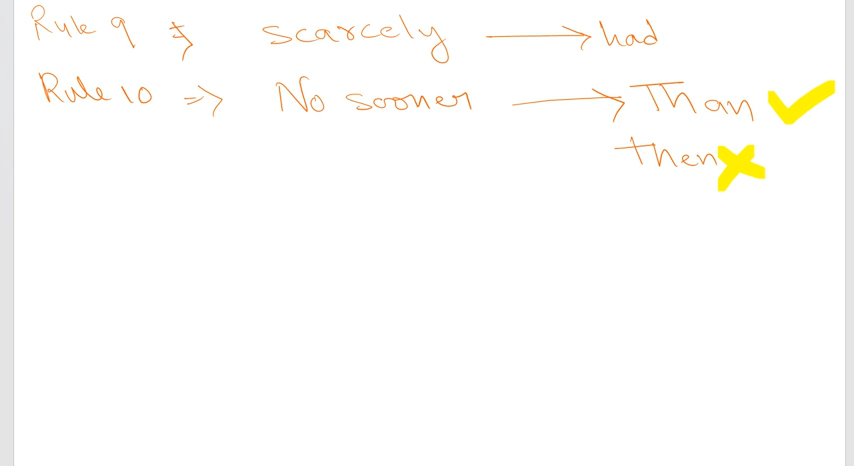 Rule 9 => scarcely → had
Rule 10 => No sooner → Than ✓
then ✗